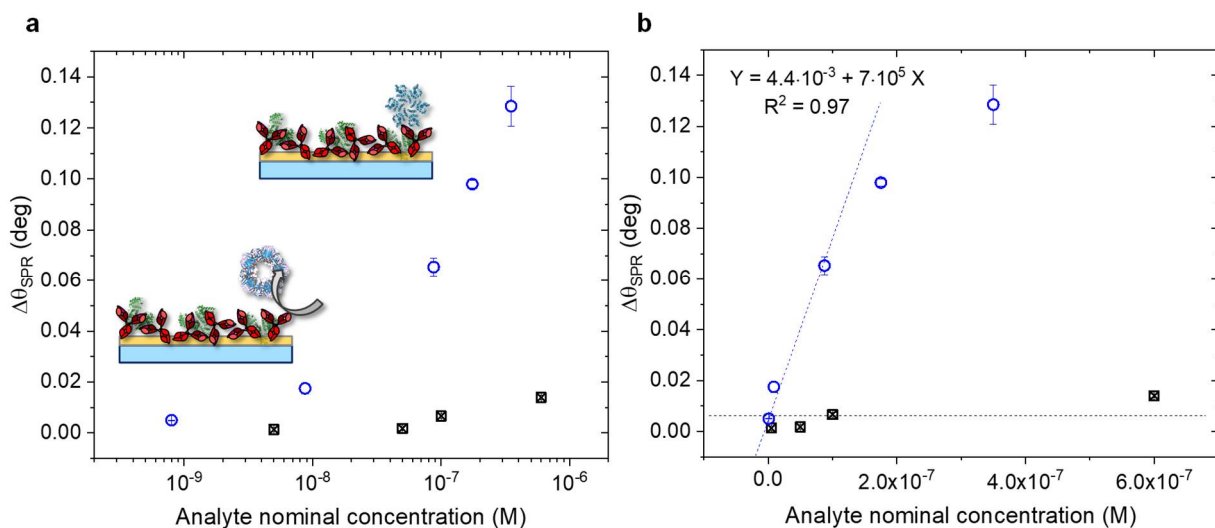 a
b
0.14
0.12
0.10
0.08
0.06
0.04
0.02
0.00
ΔθSPR (deg)
10⁻⁹
10⁻⁸
10⁻⁷
10⁻⁶
Analyte nominal concentration (M)
Y = 4.4·10⁻³ + 7·10⁵ X
R² = 0.97
0.14
0.12
0.10
0.08
0.06
0.04
0.02
0.00
ΔθSPR (deg)
0.0
2.0x10⁻⁷
4.0x10⁻⁷
6.0x10⁻⁷
Analyte nominal concentration (M)